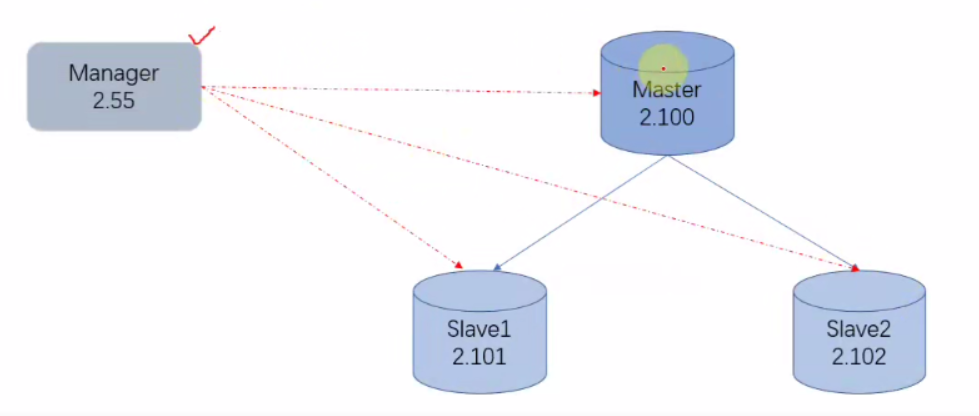 Manager
2.55
Master
2.100
Slave1
2.101
Slave2
2.102